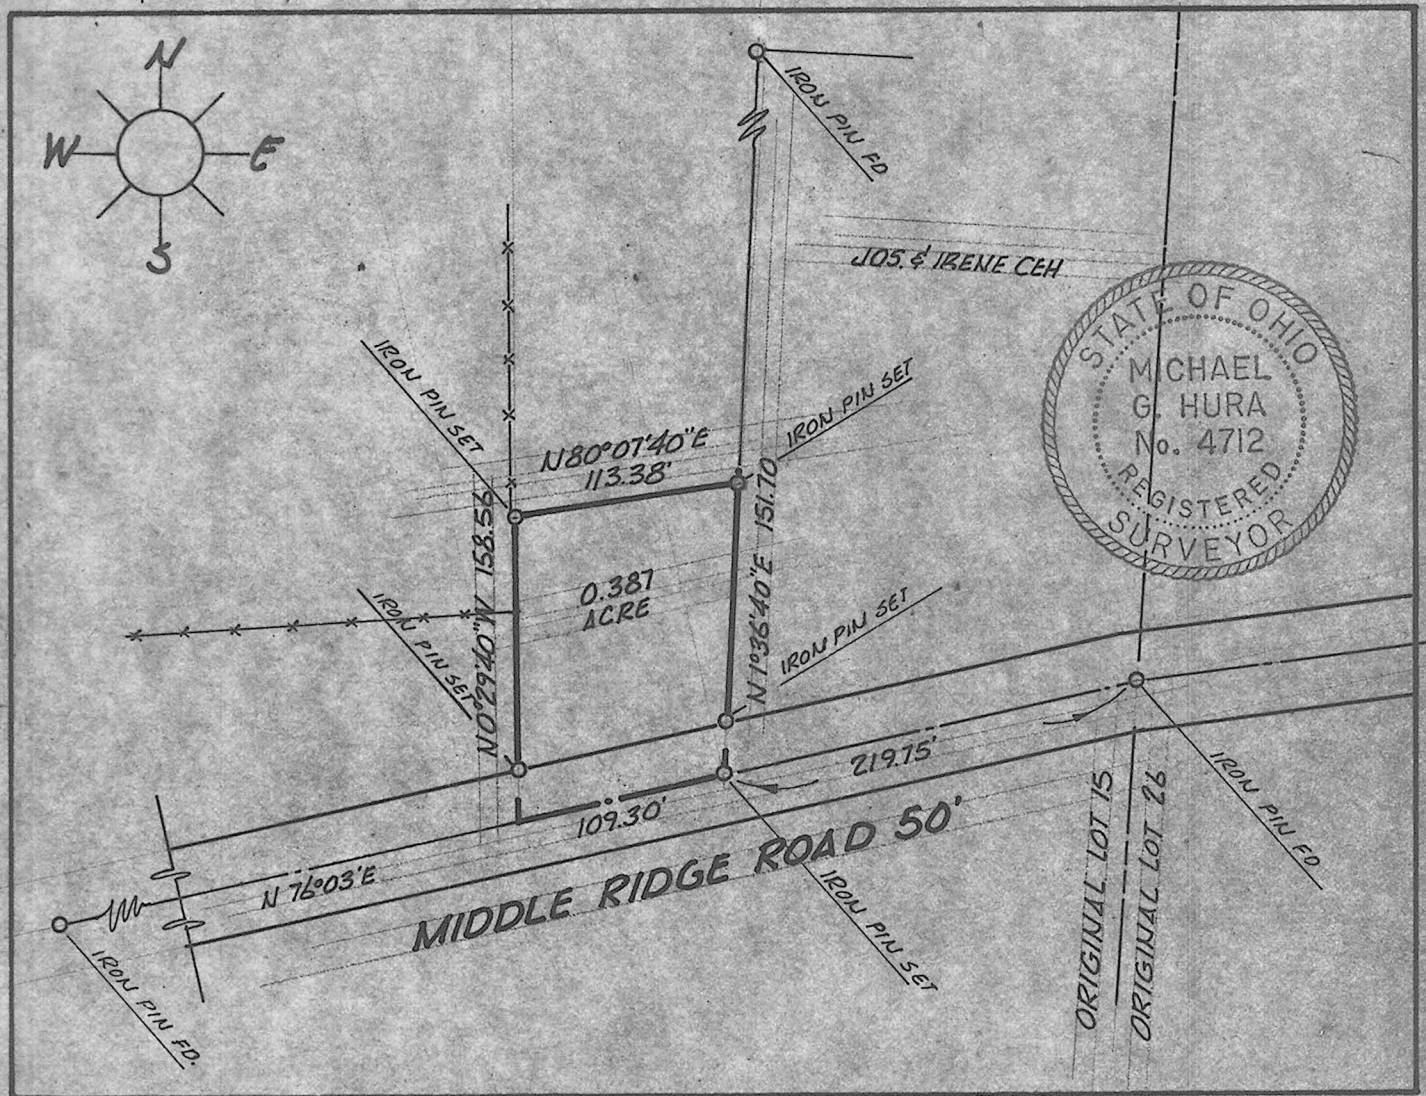 N
W E
S
IRON PIN FD
JOS. & IRENE CEH
STATE OF OHIO
MICHAEL
G. HURA
No. 4712
REGISTERED
SURVEYOR
IRON PIN SET
IRON PIN SET
N80°07'40"E
113.38'
N0°29'40"W 158.56
N1°36'40"E 151.70
0.387
ACRE
IRON PIN SET
IRON PIN SET
219.75'
109.30'
N 76°03'E
MIDDLE RIDGE ROAD 50'
IRON PIN FD
ORIGINAL LOT 15
ORIGINAL LOT 26
IRON PIN SET
IRON PIN FD.